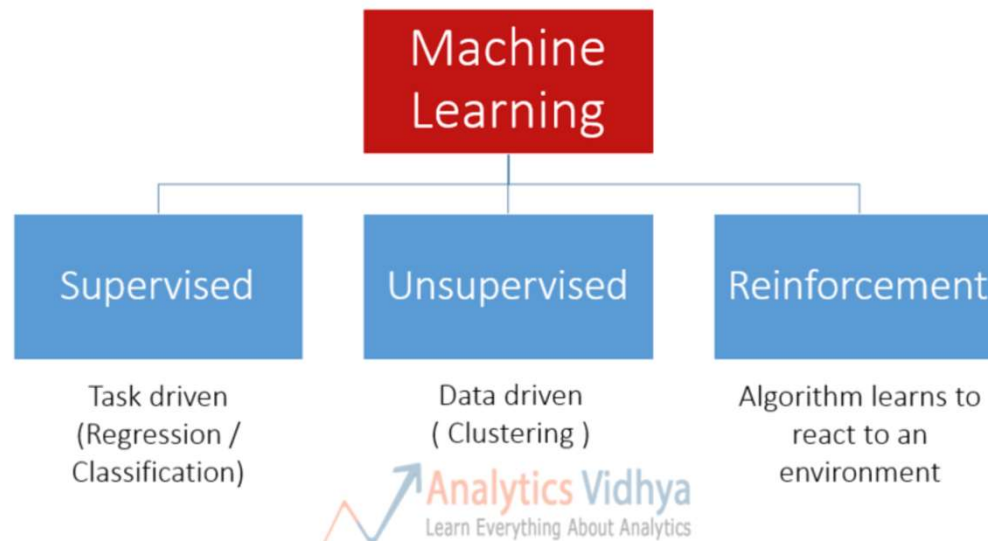 Machine
Learning
Supervised
Unsupervised
Reinforcement
Task driven
(Regression /
Classification)
Data driven
( Clustering )
Algorithm learns to
react to an
environment
Analytics Vidhya
Learn Everything About Analytics